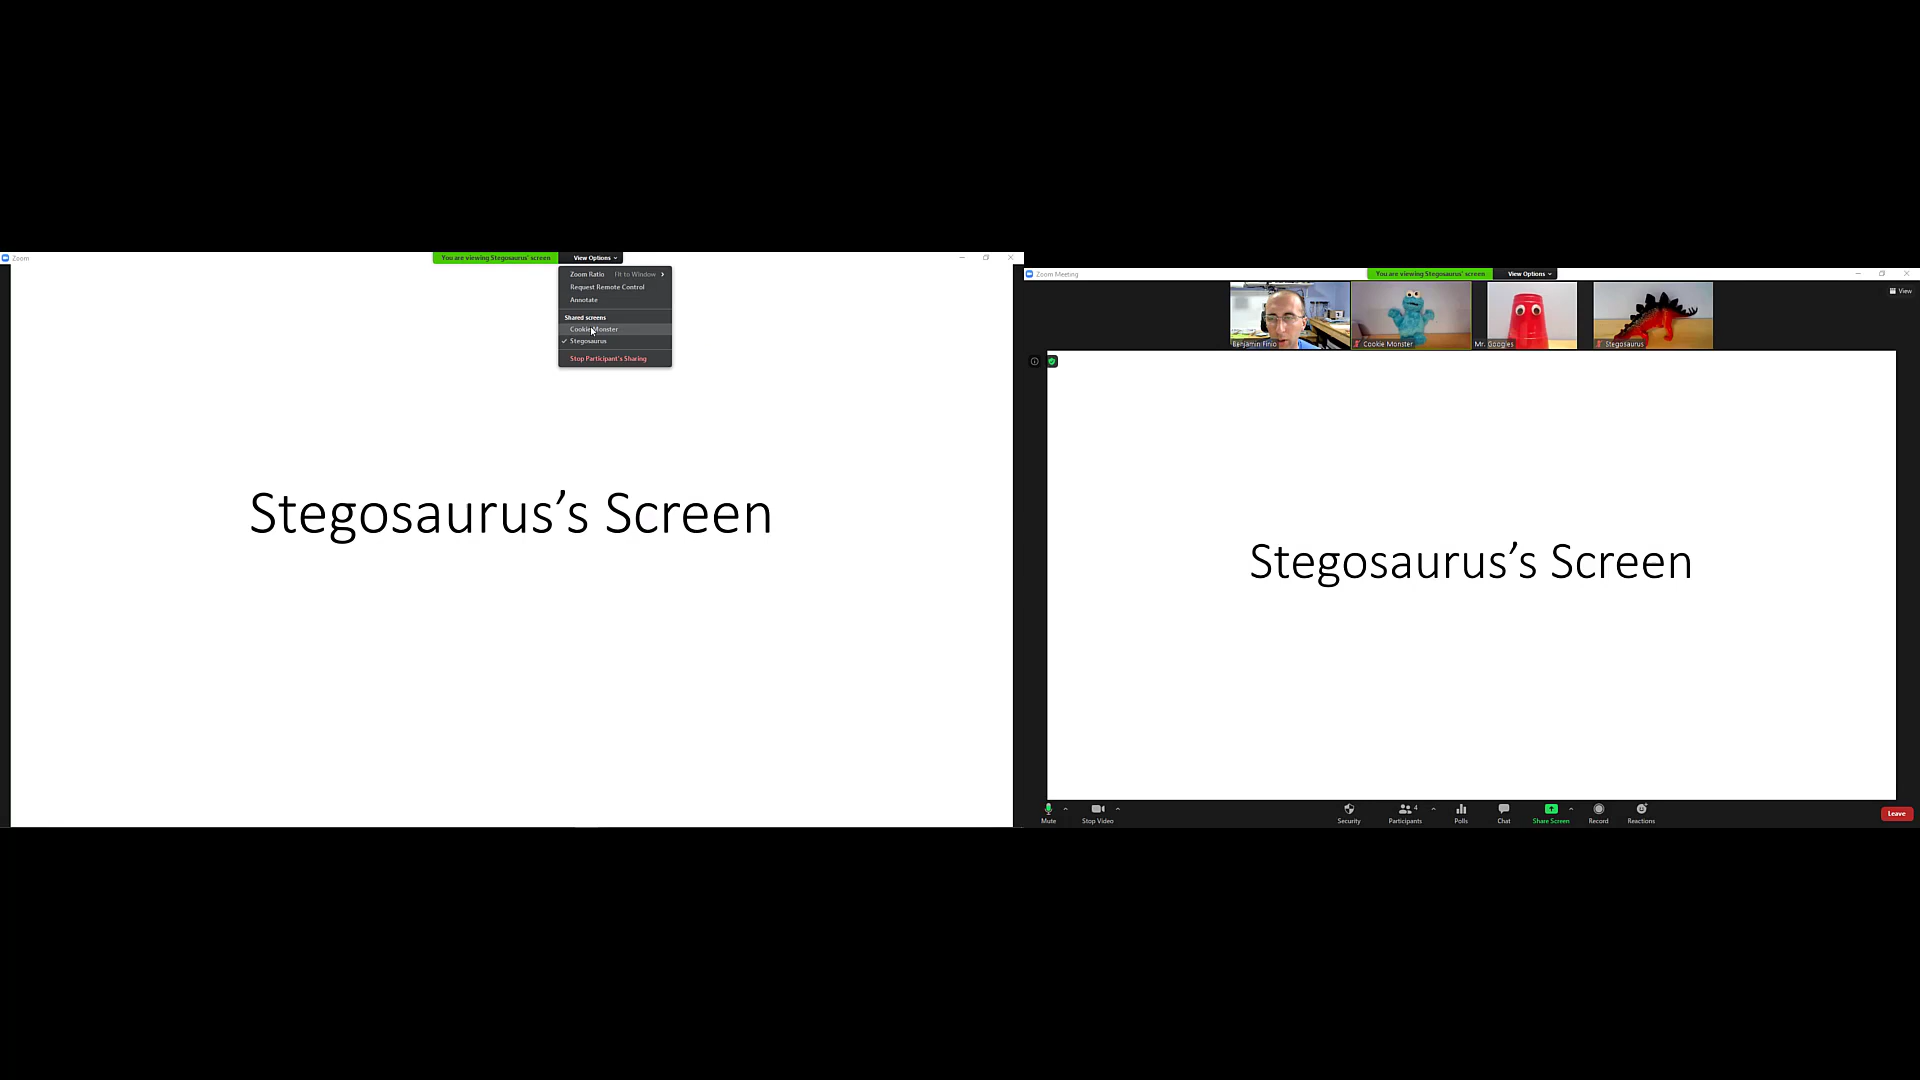 Zoom
You are viewing Stegosaurus' screen
View Options
Zoom Ratio Fit to Window
Request Remote Control
Annotate
Shared screens
Cookie Monster
Stegosaurus
Stop Participant's Sharing
Stegosaurus’s Screen
Zoom Meeting
You are viewing Stegosaurus' screen
View Options
View
Benjamin Finio
Cookie Monster
Mr. Googles
Stegosaurus
Stegosaurus’s Screen
Mute
Stop Video
Security
Participants 4
Polls
Chat
Share Screen
Record
Reactions
Leave